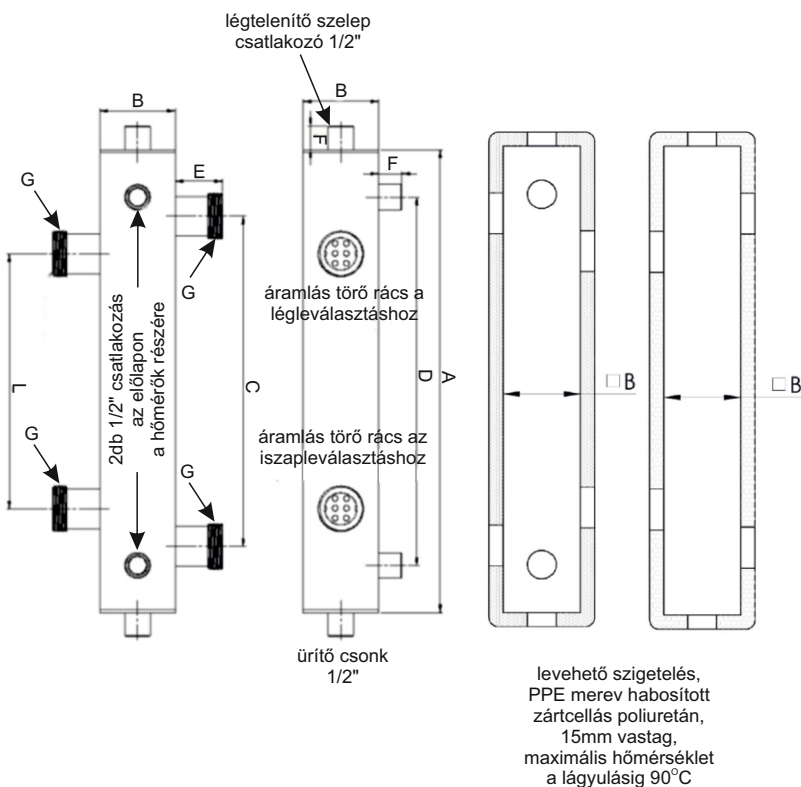 légtelenítő szelep
csatlakozó 1/2"
B
B
F
F
E
G
G
áramlás törő rács a
légleválasztáshoz
2db 1/2" csatlakozás
az előlapon
a hőmérők részére
L
C
D
A
□ B
□ B
áramlás törő rács az
iszapleválasztáshoz
G
G
ürítő csonk
1/2"
levehető szigetelés,
PPE merev habosított
zártcellás poliuretán,
15mm vastag,
maximális hőmérséklet
a lágyulásig 90°C